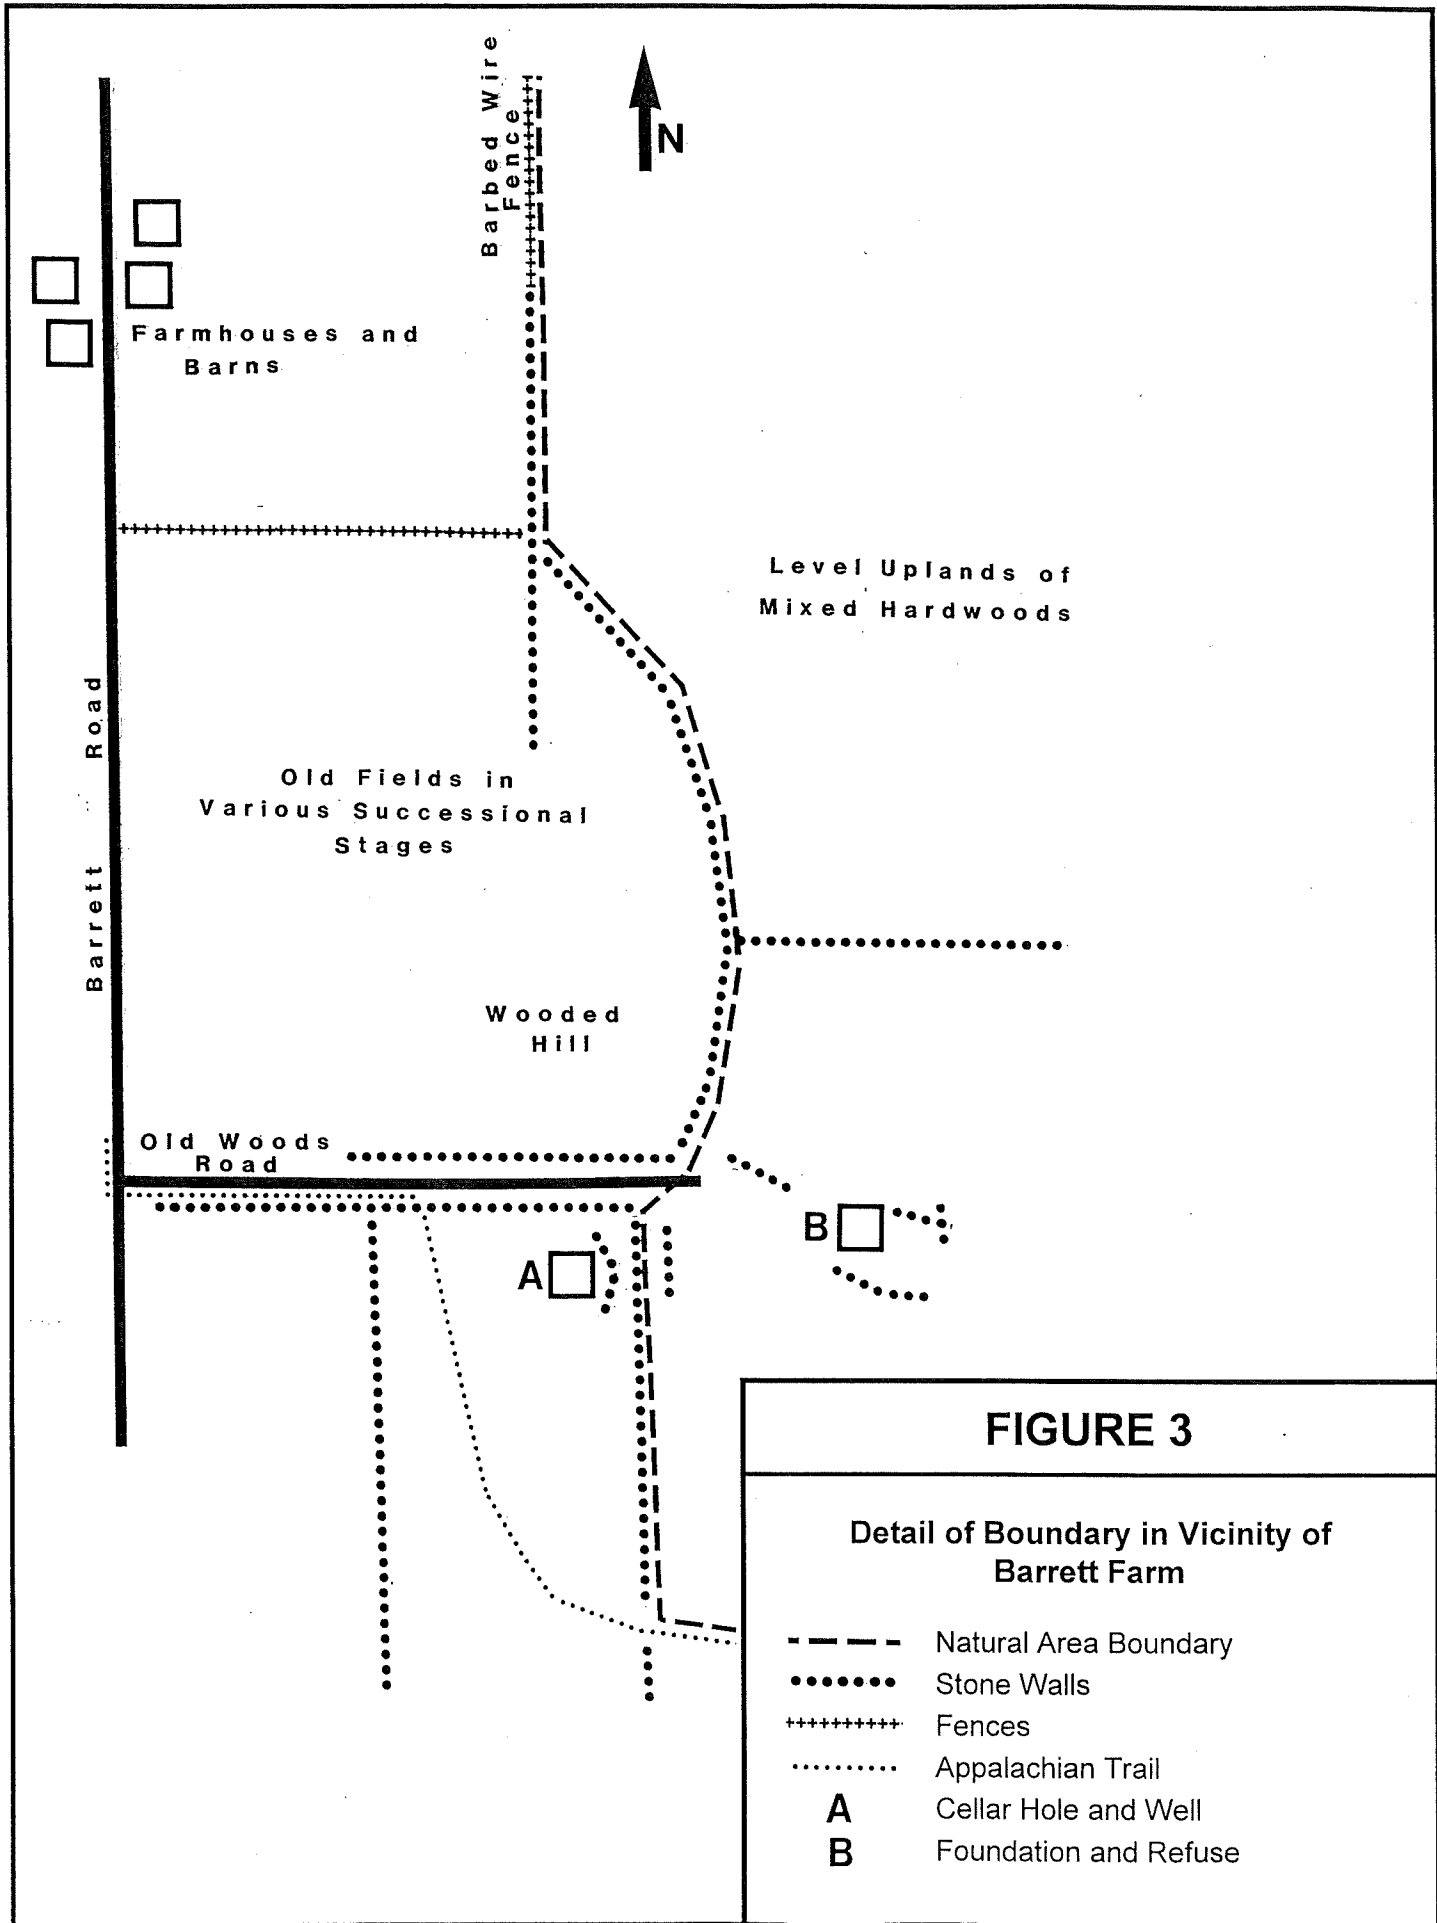 Barbed Wire
Fence
N
Farmhouses and
Barns
Level Uplands of
Mixed Hardwoods
Barrett Road
Old Fields in
Various Successional
Stages
Wooded
Hill
Old Woods
Road
A
B
FIGURE 3
Detail of Boundary in Vicinity of
Barrett Farm
Natural Area Boundary
Stone Walls
Fences
Appalachian Trail
A Cellar Hole and Well
B Foundation and Refuse